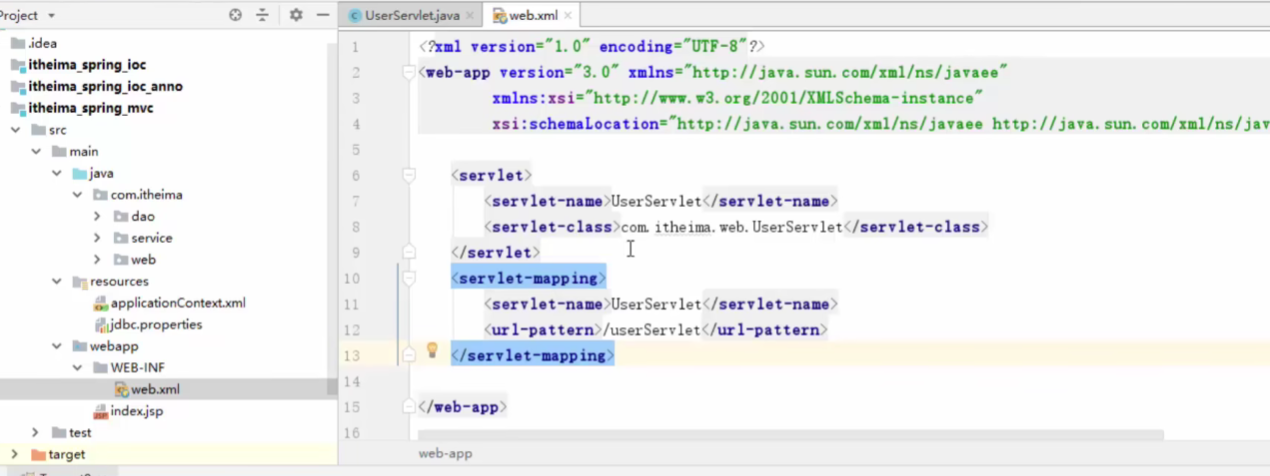 Project
.idea
itheima_spring_ioc
itheima_spring_ioc_anno
itheima_spring_mvc
src
main
java
com.itheima
dao
service
web
resources
applicationContext.xml
jdbc.properties
webapp
WEB-INF
web.xml
index.jsp
test
target
UserServlet.java
web.xml
1 <?xml version="1.0" encoding="UTF-8"?>
2 <web-app version="3.0" xmlns="http://java.sun.com/xml/ns/javaee"
3 xmlns:xsi="http://www.w3.org/2001/XMLSchema-instance"
4 xsi:schemaLocation="http://java.sun.com/xml/ns/javaee http://java.sun.com/xml/ns/jav
5
6 <servlet>
7 <servlet-name>UserServlet</servlet-name>
8 <servlet-class>com.itheima.web.UserServlet</servlet-class>
9 </servlet>
10 <servlet-mapping>
11 <servlet-name>UserServlet</servlet-name>
12 <url-pattern>/userServlet</url-pattern>
13 </servlet-mapping>
14
15 </web-app>
16
web-app